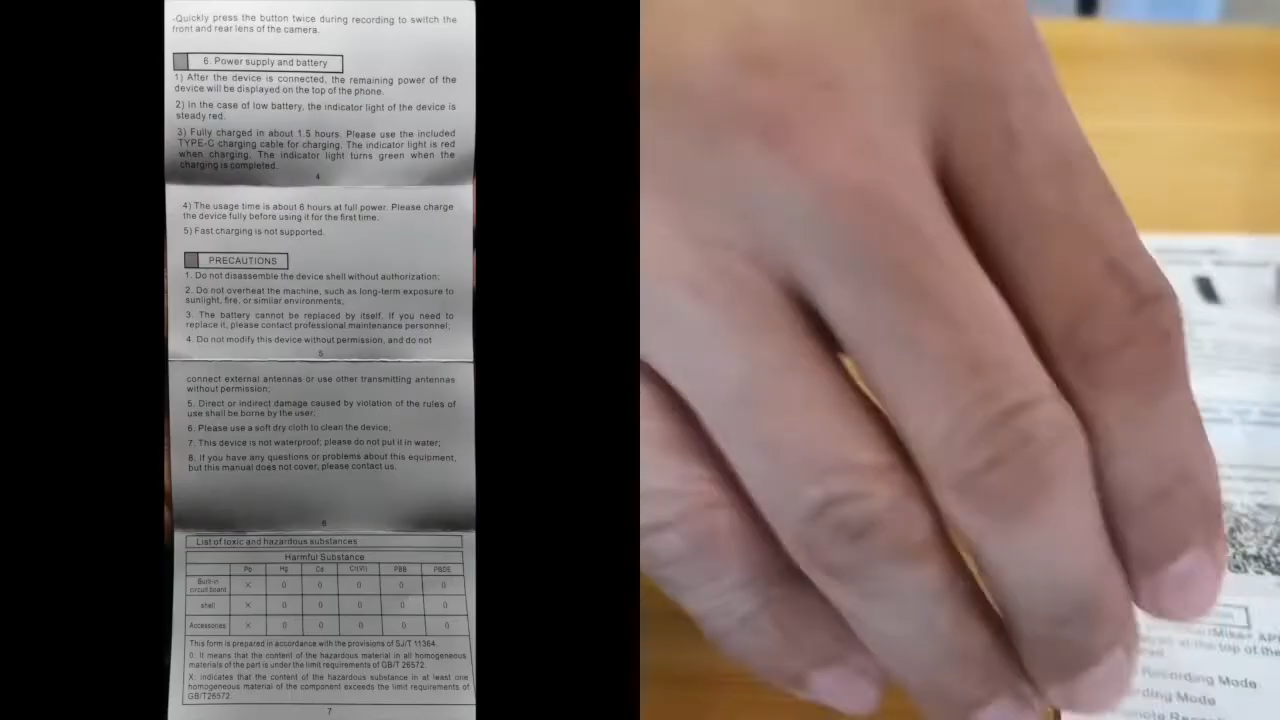 -Quickly press the button twice during recording to switch the
front and rear lens of the camera.
6. Power supply and battery
1) After the device is connected, the remaining power of the
device will be displayed on the top of the phone.
2) In the case of low battery, the indicator light of the device is
steady red.
3) Fully charged in about 1.5 hours. Please use the included
TYPE-C charging cable for charging. The indicator light is red
when charging. The indicator light turns green when the
charging is completed.
4
4) The usage time is about 6 hours at full power. Please charge
the device fully before using it for the first time.
5) Fast charging is not supported.
PRECAUTIONS
1. Do not disassemble the device shell without authorization;
2. Do not overheat the machine, such as long-term exposure to
sunlight, fire, or similar environments;
3. The battery cannot be replaced by itself. If you need to
replace it, please contact professional maintenance personnel;
4. Do not modify this device without permission, and do not
5
connect external antennas or use other transmitting antennas
without permission;
5. Direct or indirect damage caused by violation of the rules of
use shall be borne by the user;
6. Please use a soft dry cloth to clean the device;
7. This device is not waterproof; please do not put it in water;
8. If you have any questions or problems about this equipment,
but this manual does not cover, please contact us.
6
List of toxic and hazardous substances
Harmful Substance
Pb Hg Cd Cr(VI) PBB PBDE
Built-in circuit board X 0 0 0 0 0
shell X 0 0 0 0 0
Accessories X 0 0 0 0 0
This form is prepared in accordance with the provisions of SJ/T 11364.
0: It means that the content of the hazardous material in all homogeneous
materials of the part is under the limit requirements of GB/T 26572.
X: indicates that the content of the hazardous substance in at least one
homogeneous material of the component exceeds the limit requirements of
GB/T26572.
7
at the top of the
Recording Mode
Mode